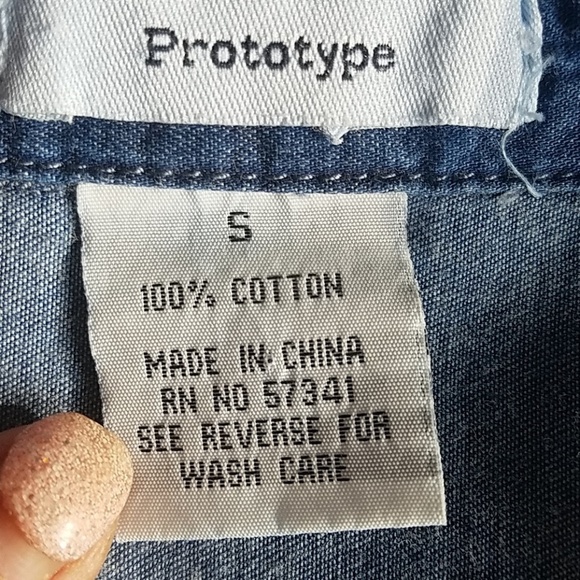 Prototype
S
100% COTTON
MADE IN CHINA
RN NO 57341
SEE REVERSE FOR
WASH CARE